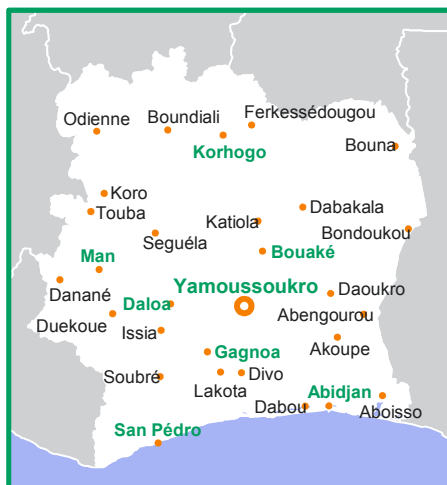 Ferkessédougou
Boundiali
Odienne
Korhogo
Bouna
Koro
Touba
Dabakala
Katiola
Bondoukou
Seguéla
Bouaké
Man
Yamoussoukro
Danané
Daloa
Daoukro
Duekoue
Abengourou
Issia
Akoupe
Gagnoa
Soubré
Divo
Lakota
Abidjan
Dabou
Aboisso
San Pédro